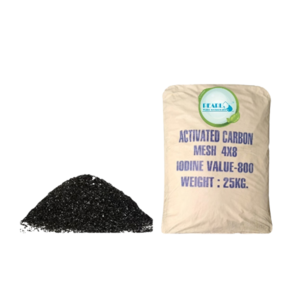 ACTIVATED CARBON
MESH 4X8
IODINE VALUE-800
WEIGHT : 25KG.